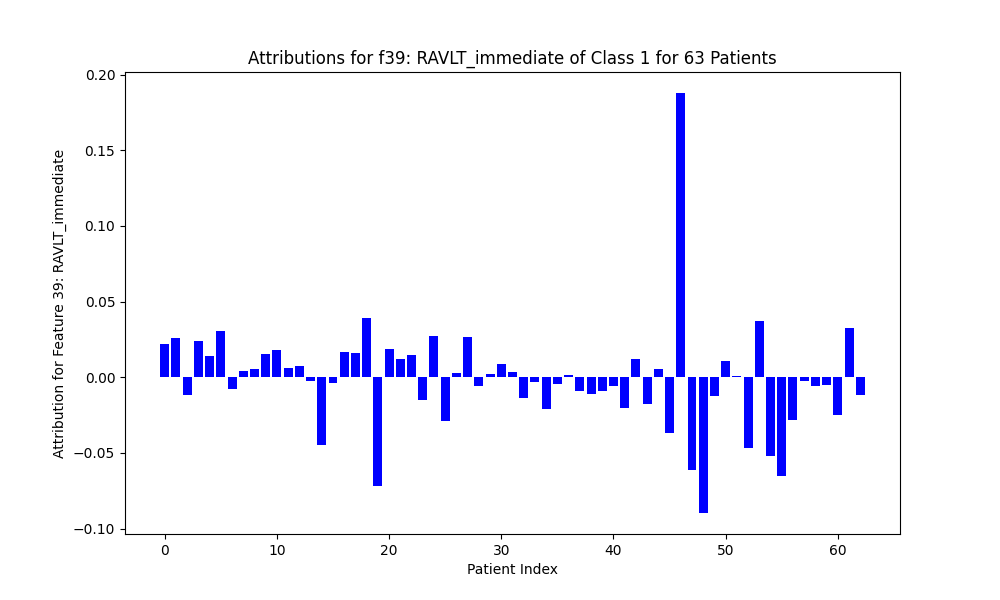 Attributions for f39: RAVLT_immediate of Class 1 for 63 Patients
Attribution for Feature 39: RAVLT_immediate
0.20
0.15
0.10
0.05
0.00
−0.05
−0.10
0 10 20 30 40 50 60
Patient Index